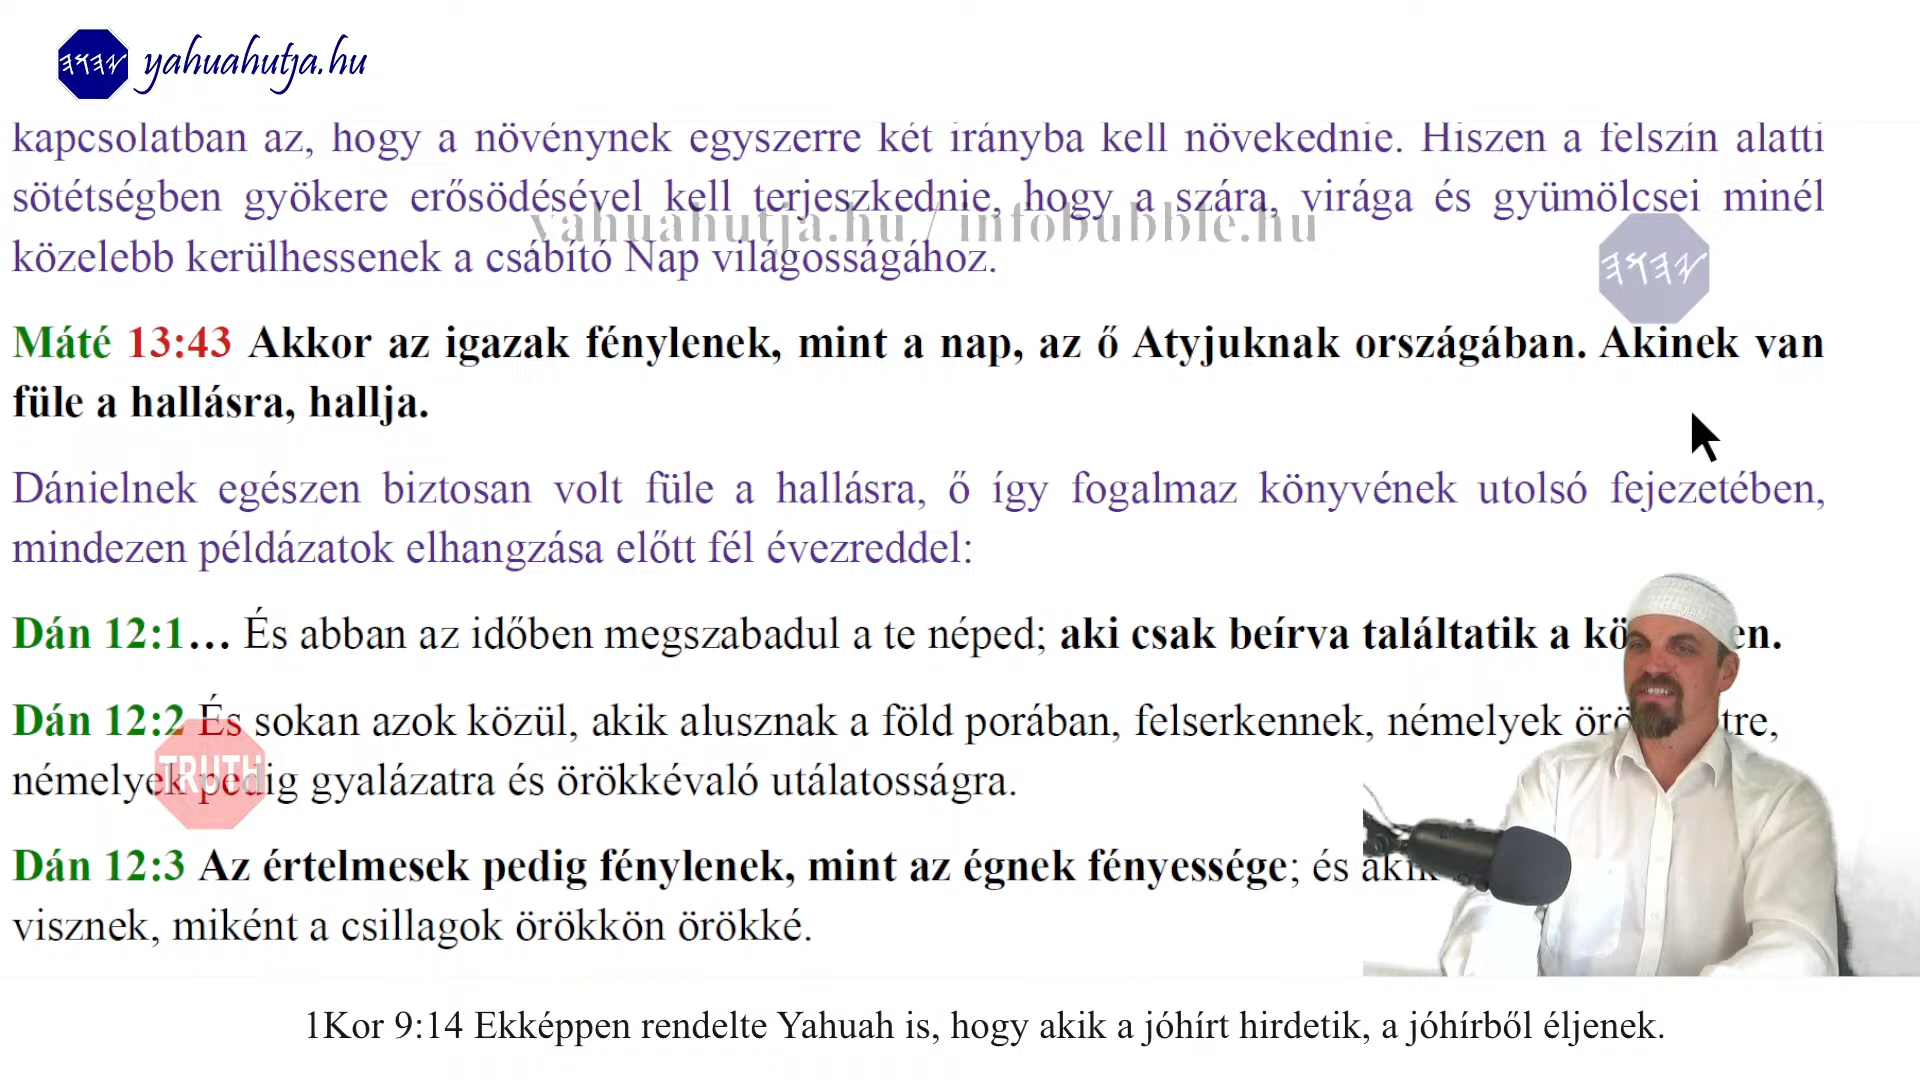 yahuahutja.hu
kapcsolatban az, hogy a növénynek egyszerre két irányba kell növekednie. Hiszen a felszín alatti
sötétségben gyökere erősödésével kell terjeszkednie, hogy a szára, virága és gyümölcsei minél
yahuahutja.hu / infobubble.hu
közelebb kerülhessenek a csábító Nap világosságához.
Máté 13:43 Akkor az igazak fénylenek, mint a nap, az ő Atyjuknak országában. Akinek van
füle a hallásra, hallja.
Dánielnek egészen biztosan volt füle a hallásra, ő így fogalmaz könyvének utolsó fejezetében,
mindezen példázatok elhangzása előtt fél évezreddel:
Dán 12:1… És abban az időben megszabadul a te néped; aki csak beírva találtatik a
Dán 12:2 És sokan azok közül, akik alusznak a föld porában, felserkennek, némelyek
némelyek pedig gyalázatra és örökkévaló utálatosságra.
TRUTH
Dán 12:3 Az értelmesek pedig fénylenek, mint az égnek fényessége; és akik
visznek, miként a csillagok örökkön örökké.
1Kor 9:14 Ekképpen rendelte Yahuah is, hogy akik a jóhírt hirdetik, a jóhírből éljenek.